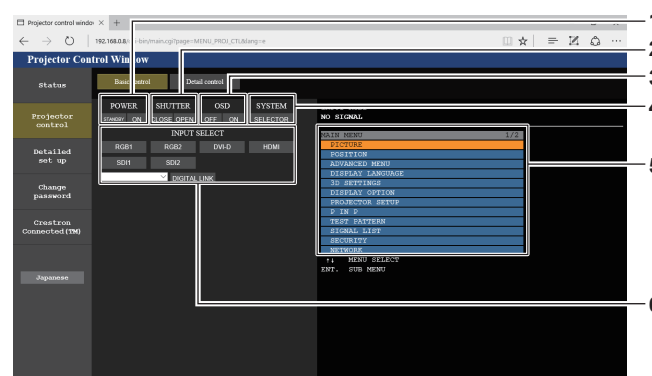 Projector control window
192.168.0.8/cgi-bin/main.cgi?page=MENU_PROJ_CTL&lang=e
Projector Control Window
Status
Projector
control
Detailed
set up
Change
password
Crestron
Connected(TM)
Japanese
Basic control
Detail control
POWER
SHUTTER
OSD
SYSTEM
STANDBY ON
CLOSE OPEN
OFF ON
SELECTOR
INPUT SELECT
RGB1 RGB2 DVI-D HDMI
SDI1 SDI2
DIGITAL LINK
NO SIGNAL
MAIN MENU 1/2
PICTURE
POSITION
ADVANCED MENU
DISPLAY LANGUAGE
3D SETTINGS
DISPLAY OPTION
PROJECTOR SETUP
P IN P
TEST PATTERN
SIGNAL LIST
SECURITY
NETWORK
↑↓ MENU SELECT
ENT. SUB MENU
1
2
3
4
5
6